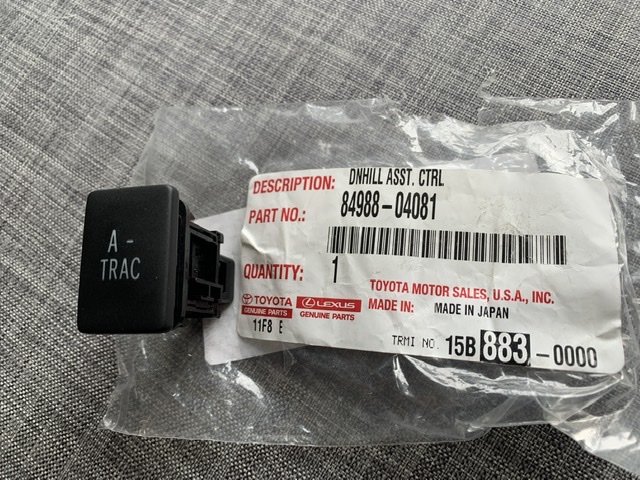 A -
TRAC
DESCRIPTION: DNHILL ASST. CTRL
PART NO.: 84988-04081
QUANTITY: 1
TOYOTA MOTOR SALES, U.S.A., INC.
TOYOTA GENUINE PARTS
LEXUS GENUINE PARTS
MADE IN: MADE IN JAPAN
11F8 E
TRMI NO. 15B 883-0000